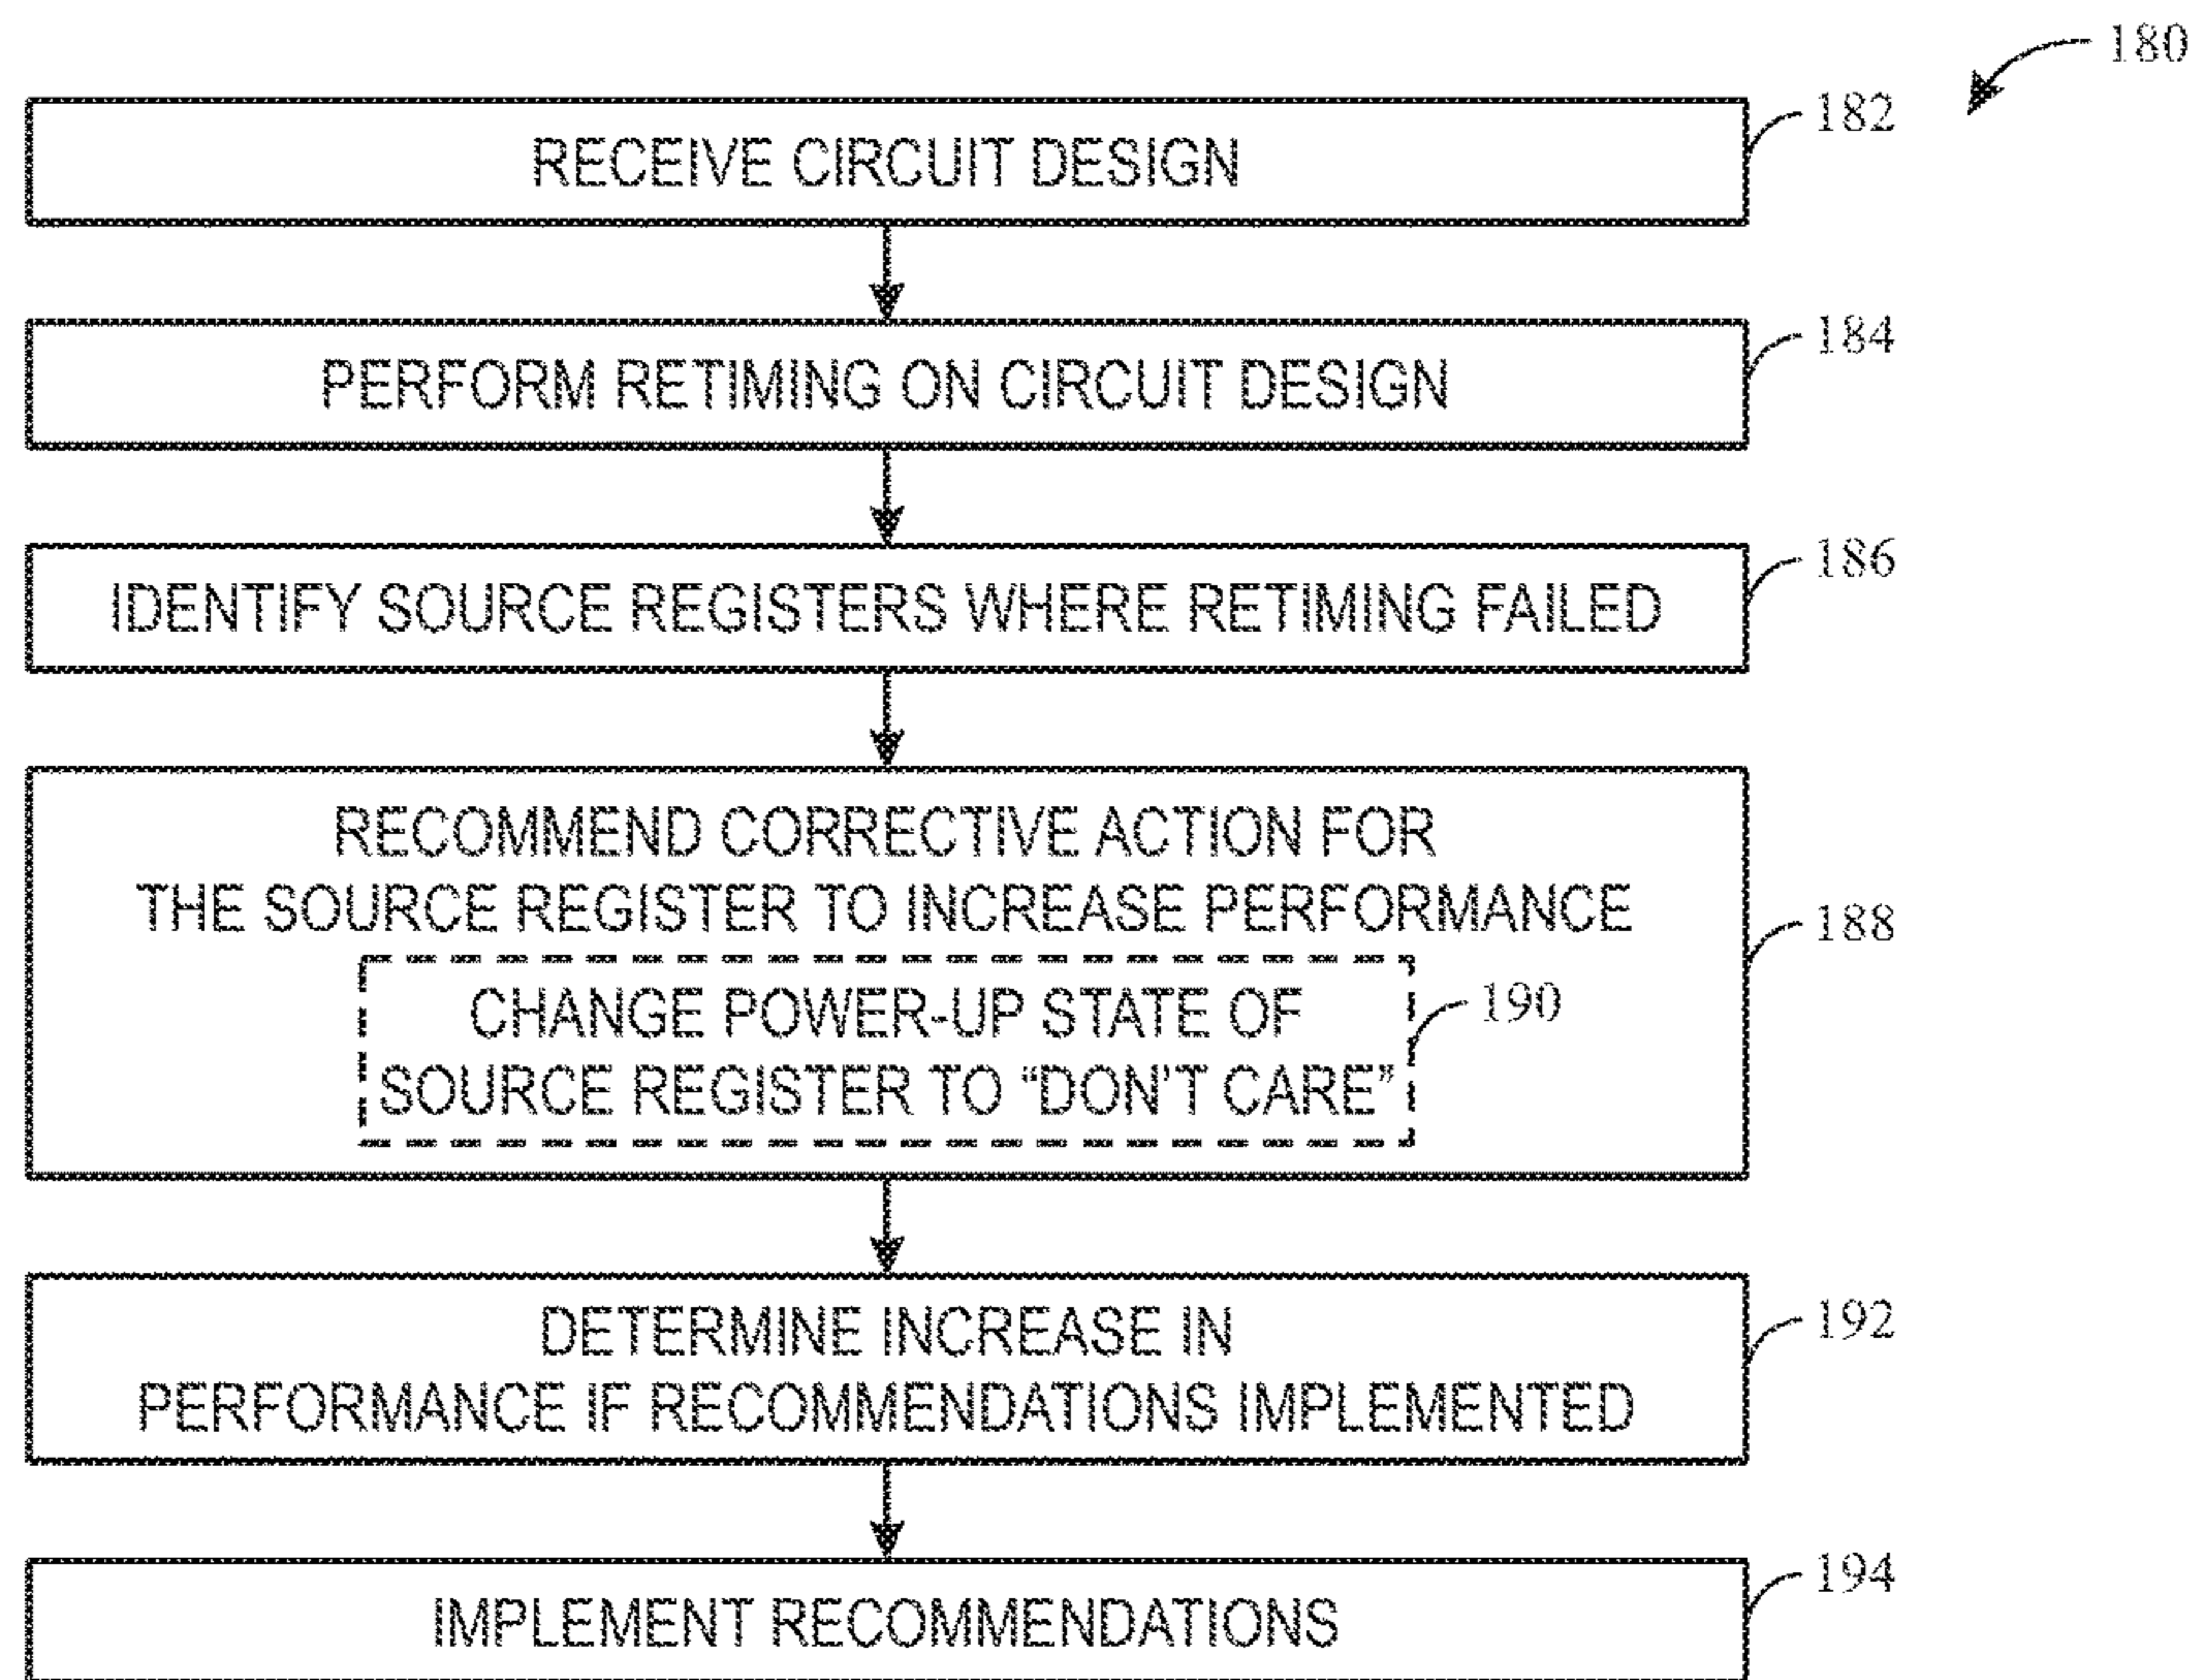 180
RECEIVE CIRCUIT DESIGN
182
PERFORM RETIMING ON CIRCUIT DESIGN
184
IDENTIFY SOURCE REGISTERS WHERE RETIMING FAILED
186
RECOMMEND CORRECTIVE ACTION FOR
THE SOURCE REGISTER TO INCREASE PERFORMANCE
188
CHANGE POWER-UP STATE OF
SOURCE REGISTER TO “DON'T CARE”
190
DETERMINE INCREASE IN
PERFORMANCE IF RECOMMENDATIONS IMPLEMENTED
192
IMPLEMENT RECOMMENDATIONS
194